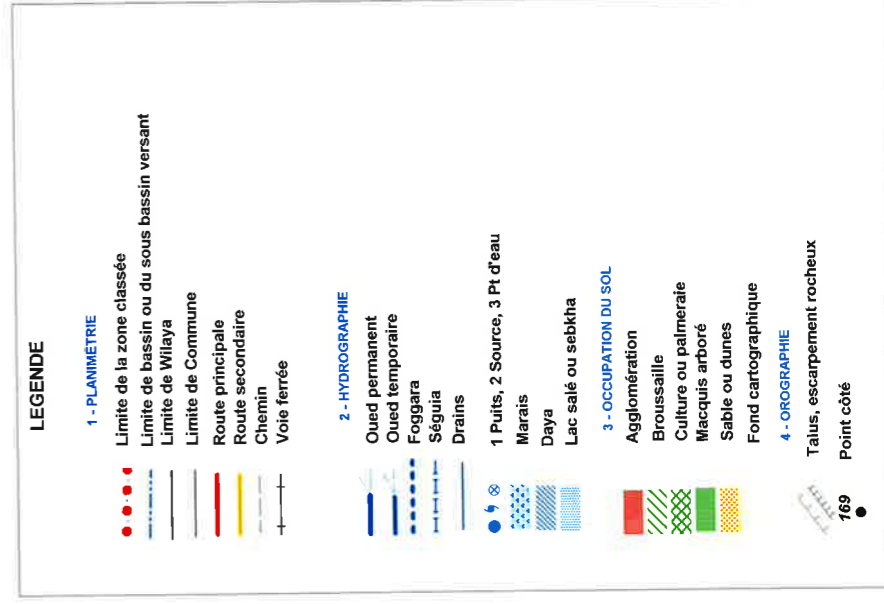 LEGENDE
1 - PLANIMÉTRIE
Limite de la zone classée
Limite de bassin ou du sous bassin versant
Limite de Wilaya
Limite de Commune
Route principale
Route secondaire
Chemin
Voie ferrée
2 - HYDROGRAPHIE
Oued permanent
Oued temporaire
Foggara
Séguia
Drains
1 Puits, 2 Source, 3 Pt d'eau
Marais
Daya
Lac salé ou sebkha
3 - OCCUPATION DU SOL
Agglomération
Broussaille
Culture ou palmeraie
Macquis arboré
Sable ou dunes
Fond cartographique
4 - OROGRAPHIE
Talus, escarpement rocheux
169 Point côté